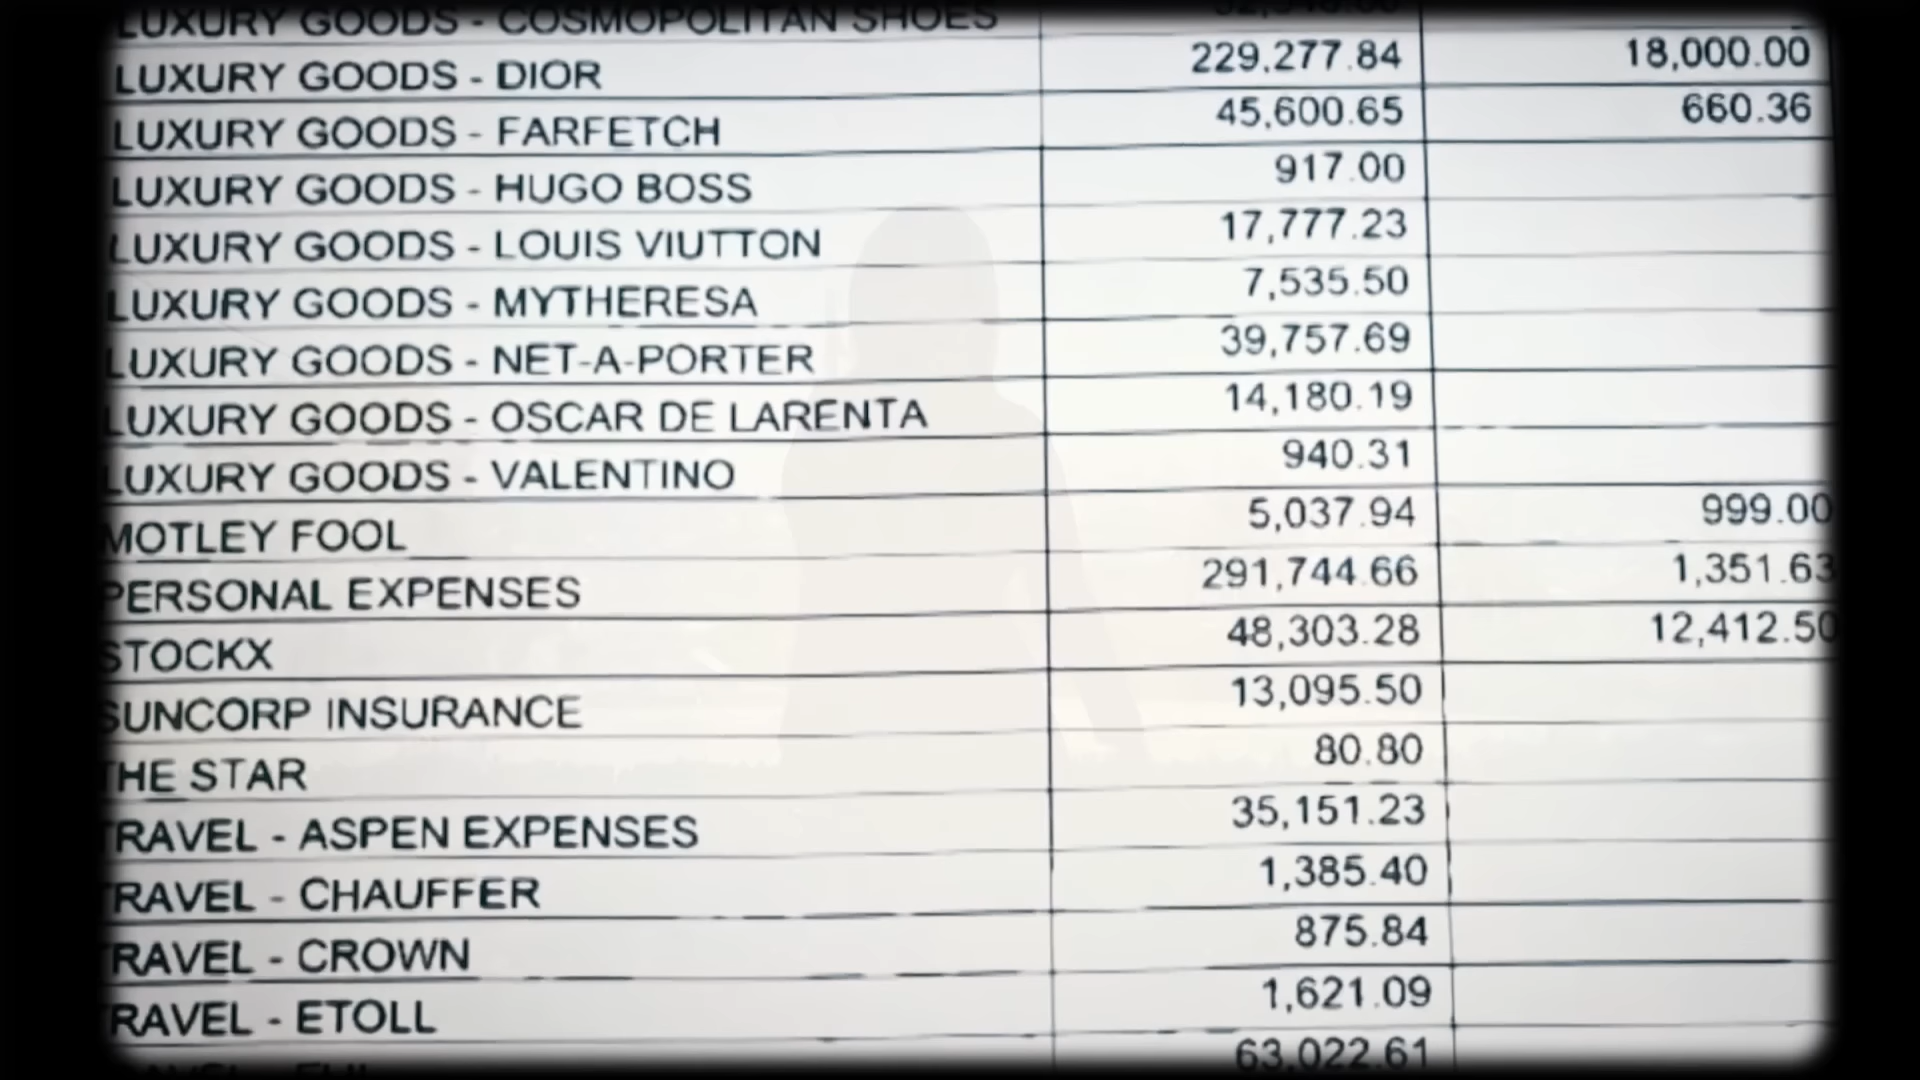 LUXURY GOODS - COSMOPOLITAN SHOES
LUXURY GOODS - DIOR 229,277.84 18,000.00
LUXURY GOODS - FARFETCH 45,600.65 660.36
LUXURY GOODS - HUGO BOSS 917.00
LUXURY GOODS - LOUIS VIUTTON 17,777.23
LUXURY GOODS - MYTHERESA 7,535.50
LUXURY GOODS - NET-A-PORTER 39,757.69
LUXURY GOODS - OSCAR DE LARENTA 14,180.19
LUXURY GOODS - VALENTINO 940.31
MOTLEY FOOL 5,037.94 999.00
PERSONAL EXPENSES 291,744.66 1,351.63
STOCKX 48,303.28 12,412.50
SUNCORP INSURANCE 13,095.50
THE STAR 80.80
TRAVEL - ASPEN EXPENSES 35,151.23
TRAVEL - CHAUFFER 1,385.40
TRAVEL - CROWN 875.84
TRAVEL - ETOLL 1,621.09
63,022.61